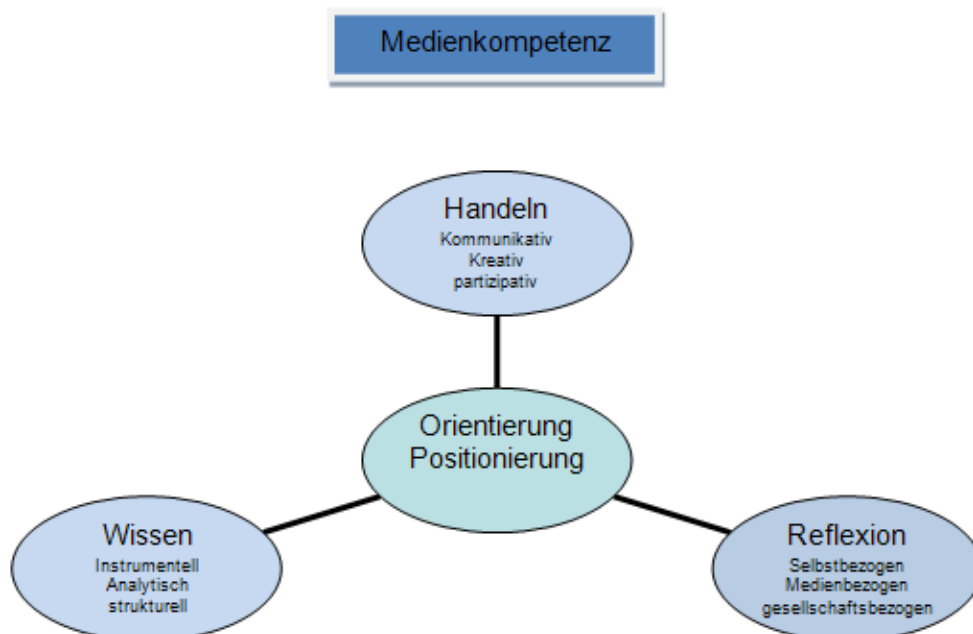 Medienkompetenz
Handeln
Kommunikativ
Kreativ
partizipativ
Orientierung
Positionierung
Wissen
Instrumentell
Analytisch
strukturell
Reflexion
Selbstbezogen
Medienbezogen
gesellschaftsbezogen